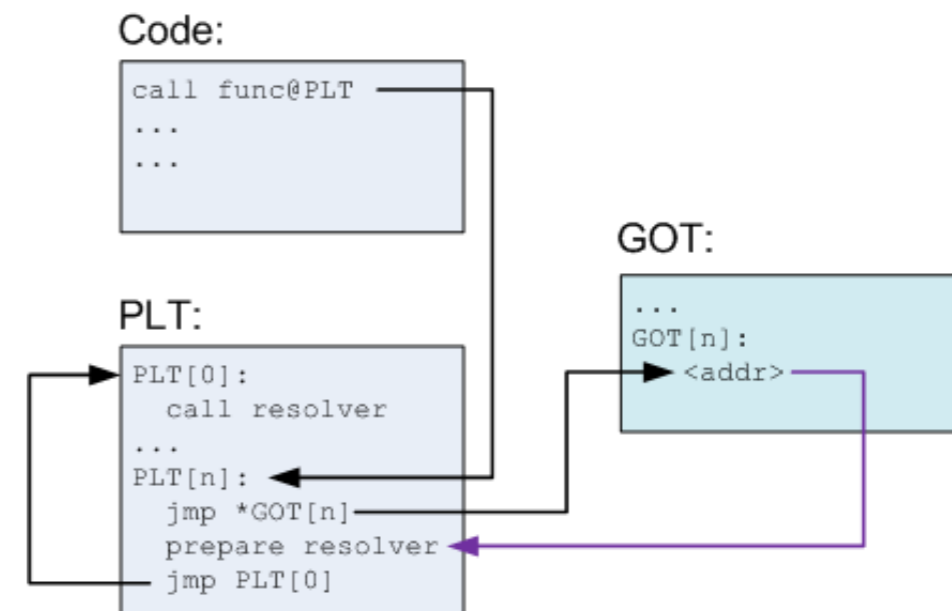 Code:
call func@PLT
...
...
PLT:
PLT[0]:
call resolver
...
PLT[n]:
jmp *GOT[n]
prepare resolver
jmp PLT[0]
GOT:
...
GOT[n]:
<addr>